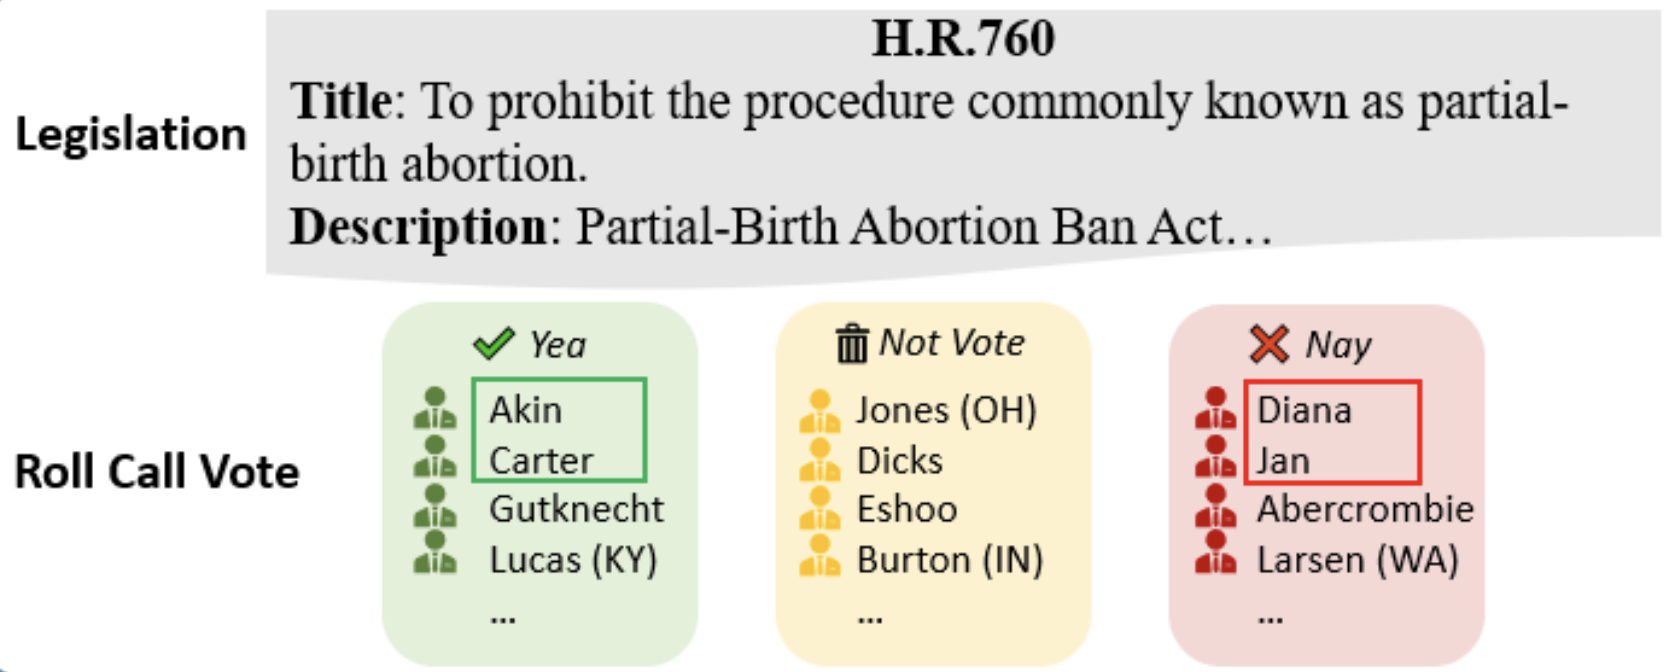 H.R.760
Legislation
Title: To prohibit the procedure commonly known as partial-
birth abortion.
Description: Partial-Birth Abortion Ban Act...
Roll Call Vote
Yea
Akin
Carter
Gutknecht
Lucas (KY)
...
Not Vote
Jones (OH)
Dicks
Eshoo
Burton (IN)
...
Nay
Diana
Jan
Abercrombie
Larsen (WA)
...